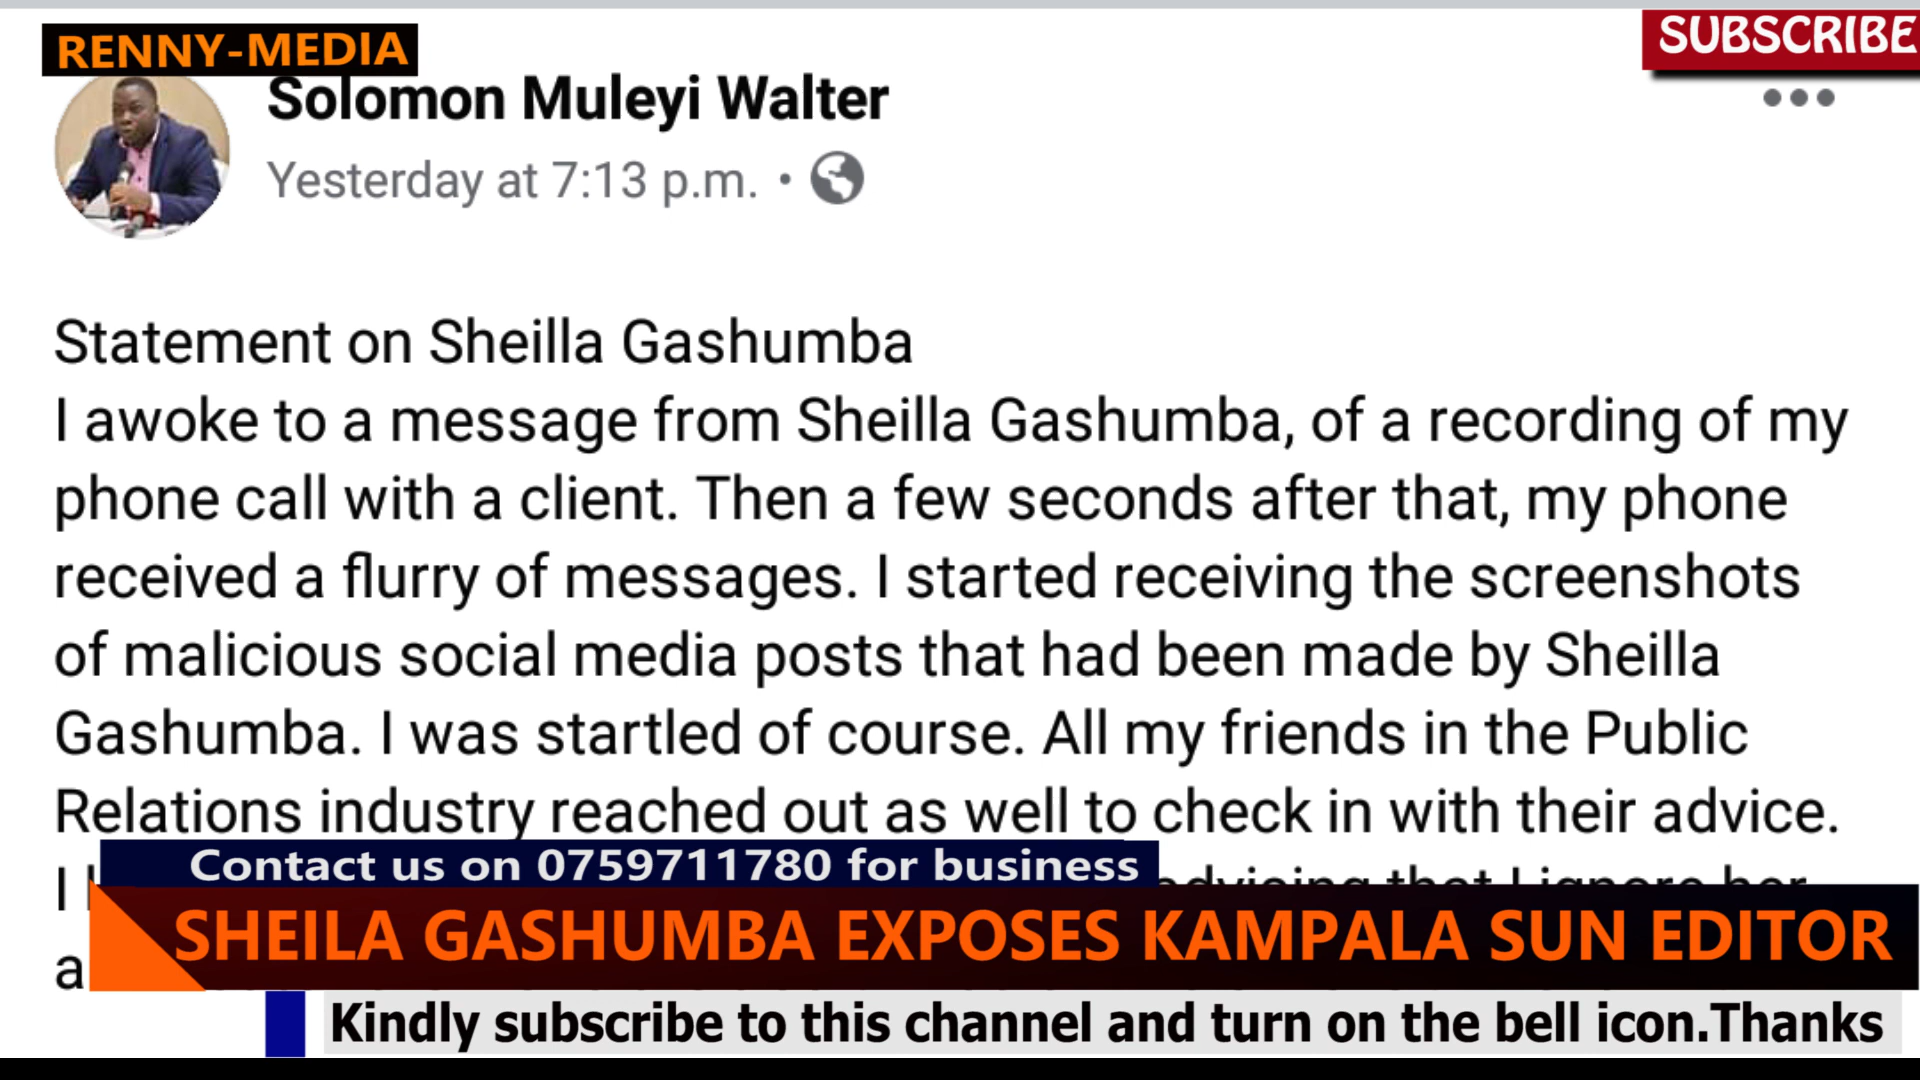 RENNY-MEDIA
SUBSCRIBE
Solomon Muleyi Walter
Yesterday at 7:13 p.m. •
Statement on Sheilla Gashumba
I awoke to a message from Sheilla Gashumba, of a recording of my
phone call with a client. Then a few seconds after that, my phone
received a flurry of messages. I started receiving the screenshots
of malicious social media posts that had been made by Sheilla
Gashumba. I was startled of course. All my friends in the Public
Relations industry reached out as well to check in with their advice.
I advising that I ignore her
Contact us on 0759711780 for business
SHEILA GASHUMBA EXPOSES KAMPALA SUN EDITOR
Kindly subscribe to this channel and turn on the bell icon.Thanks